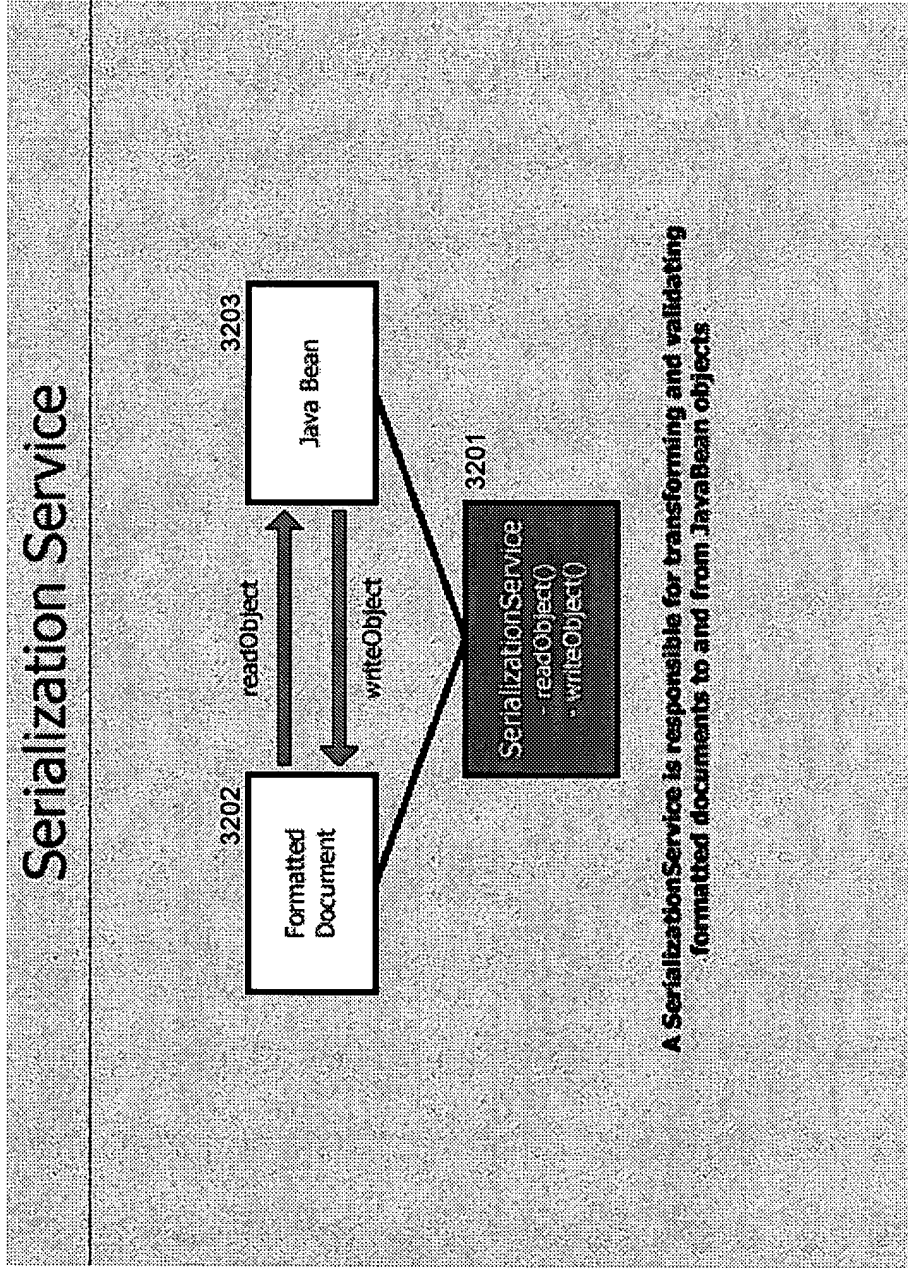 Serialization Service
3202
Formatted
Document
readObject
writeObject
3203
Java Bean
3201
SerializationService
- readObject()
- writeObject()
A SerializationService is responsible for transforming and validating
formatted documents to and from JavaBean objects